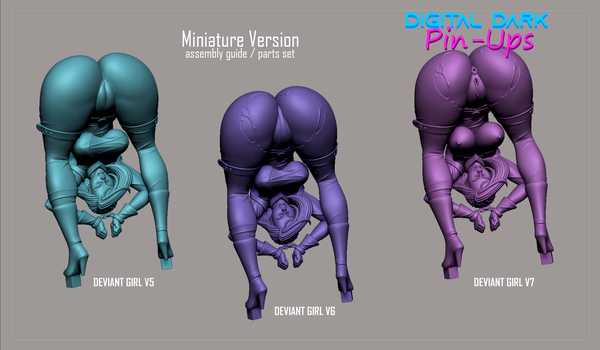 DIGITAL DARK
Pin-Ups
Miniature Version
assembly guide / parts set
DEVIANT GIRL V5
DEVIANT GIRL V6
DEVIANT GIRL V7